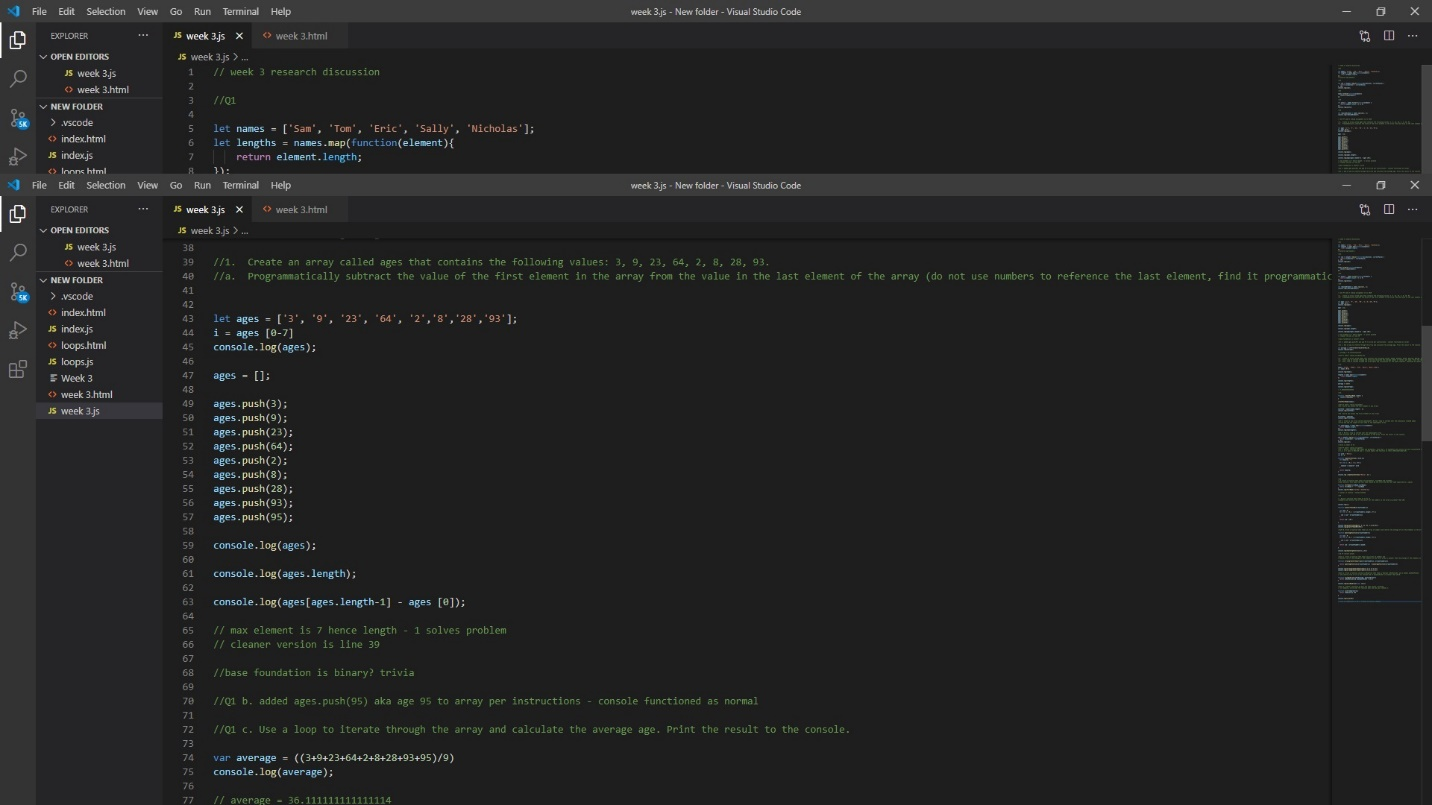 File Edit Selection View Go Run Terminal Help week 3.js - New folder - Visual Studio Code
EXPLORER ... JS week 3.js <> week 3.html
OPEN EDITORS JS week 3.js > ...
JS week 3.js
<> week 3.html
NEW FOLDER
> .vscode
<> index.html
JS index.js
<> loops.html
5K
1 // week 3 research discussion
2
3 //Q1
4
5 let names = ['Sam', 'Tom', 'Eric', 'Sally', 'Nicholas'];
6 let lengths = names.map(function(element){
7 return element.length;
8 });
File Edit Selection View Go Run Terminal Help week 3.js - New folder - Visual Studio Code
EXPLORER ... JS week 3.js <> week 3.html
OPEN EDITORS JS week 3.js > ...
JS week 3.js
<> week 3.html
NEW FOLDER
> .vscode
<> index.html
JS index.js
<> loops.html
JS loops.js
Week 3
<> week 3.html
JS week 3.js
5K
38
39 //1. Create an array called ages that contains the following values: 3, 9, 23, 64, 2, 8, 28, 93.
40 //a. Programmatically subtract the value of the first element in the array from the value in the last element of the array (do not use numbers to reference the last element, find it programmatic
41
42
43 let ages = ['3', '9', '23', '64', '2','8','28','93'];
44 i = ages [0-7]
45 console.log(ages);
46
47 ages = [];
48
49 ages.push(3);
50 ages.push(9);
51 ages.push(23);
52 ages.push(64);
53 ages.push(2);
54 ages.push(8);
55 ages.push(28);
56 ages.push(93);
57 ages.push(95);
58
59 console.log(ages);
60
61 console.log(ages.length);
62
63 console.log(ages[ages.length-1] - ages [0]);
64
65 // max element is 7 hence length - 1 solves problem
66 // cleaner version is line 39
67
68 //base foundation is binary? trivia
69
70 //Q1 b. added ages.push(95) aka age 95 to array per instructions - console functioned as normal
71
72 //Q1 c. Use a loop to iterate through the array and calculate the average age. Print the result to the console.
73
74 var average = ((3+9+23+64+2+8+28+93+95)/9)
75 console.log(average);
76
77 // average = 36.111111111111114